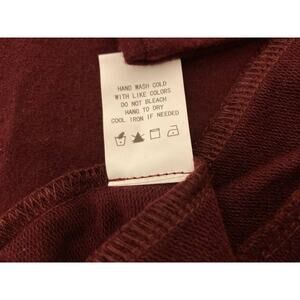 HAND WASH COLD
WITH LIKE COLORS
DO NOT BLEACH
HANG TO DRY
COOL IRON IF NEEDED